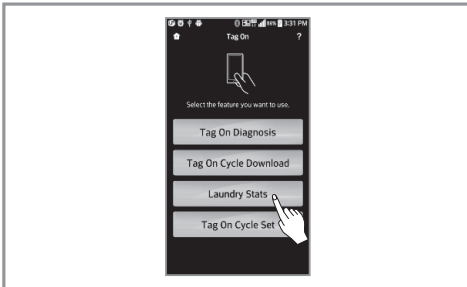 98% 3:31 PM
Tag On ?
Select the feature you want to use.
Tag On Diagnosis
Tag On Cycle Download
Laundry Stats
Tag On Cycle Set